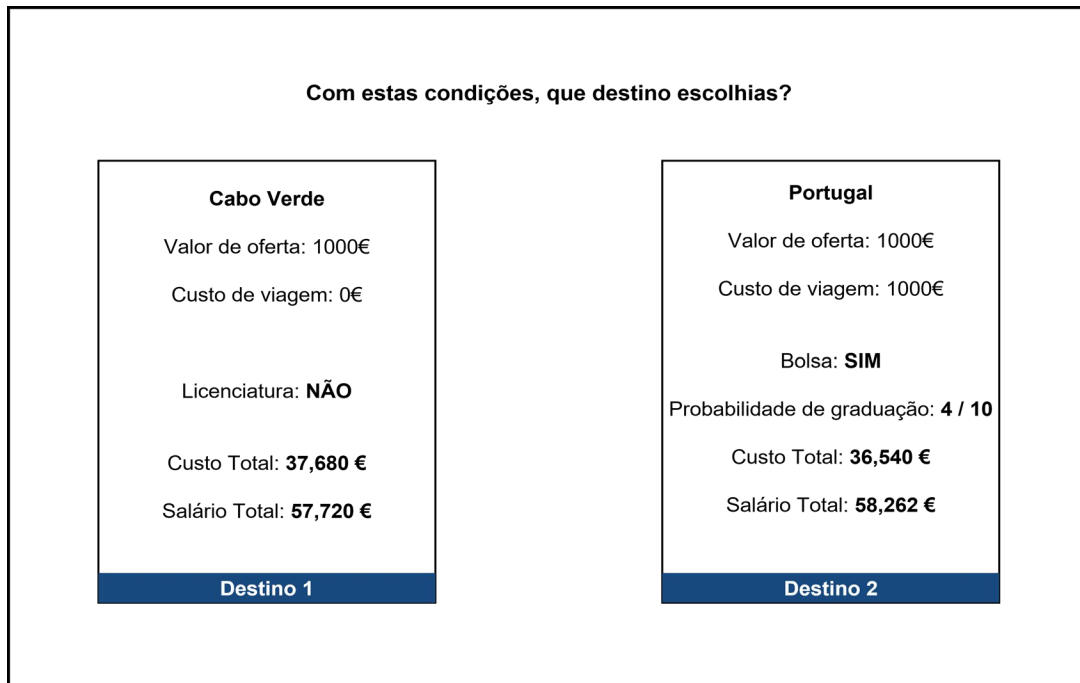 Com estas condições, que destino escolhias?
Cabo Verde
Valor de oferta: 1000€
Custo de viagem: 0€
Licenciatura: NÃO
Custo Total: 37,680 €
Salário Total: 57,720 €
Destino 1
Portugal
Valor de oferta: 1000€
Custo de viagem: 1000€
Bolsa: SIM
Probabilidade de graduação: 4 / 10
Custo Total: 36,540 €
Salário Total: 58,262 €
Destino 2